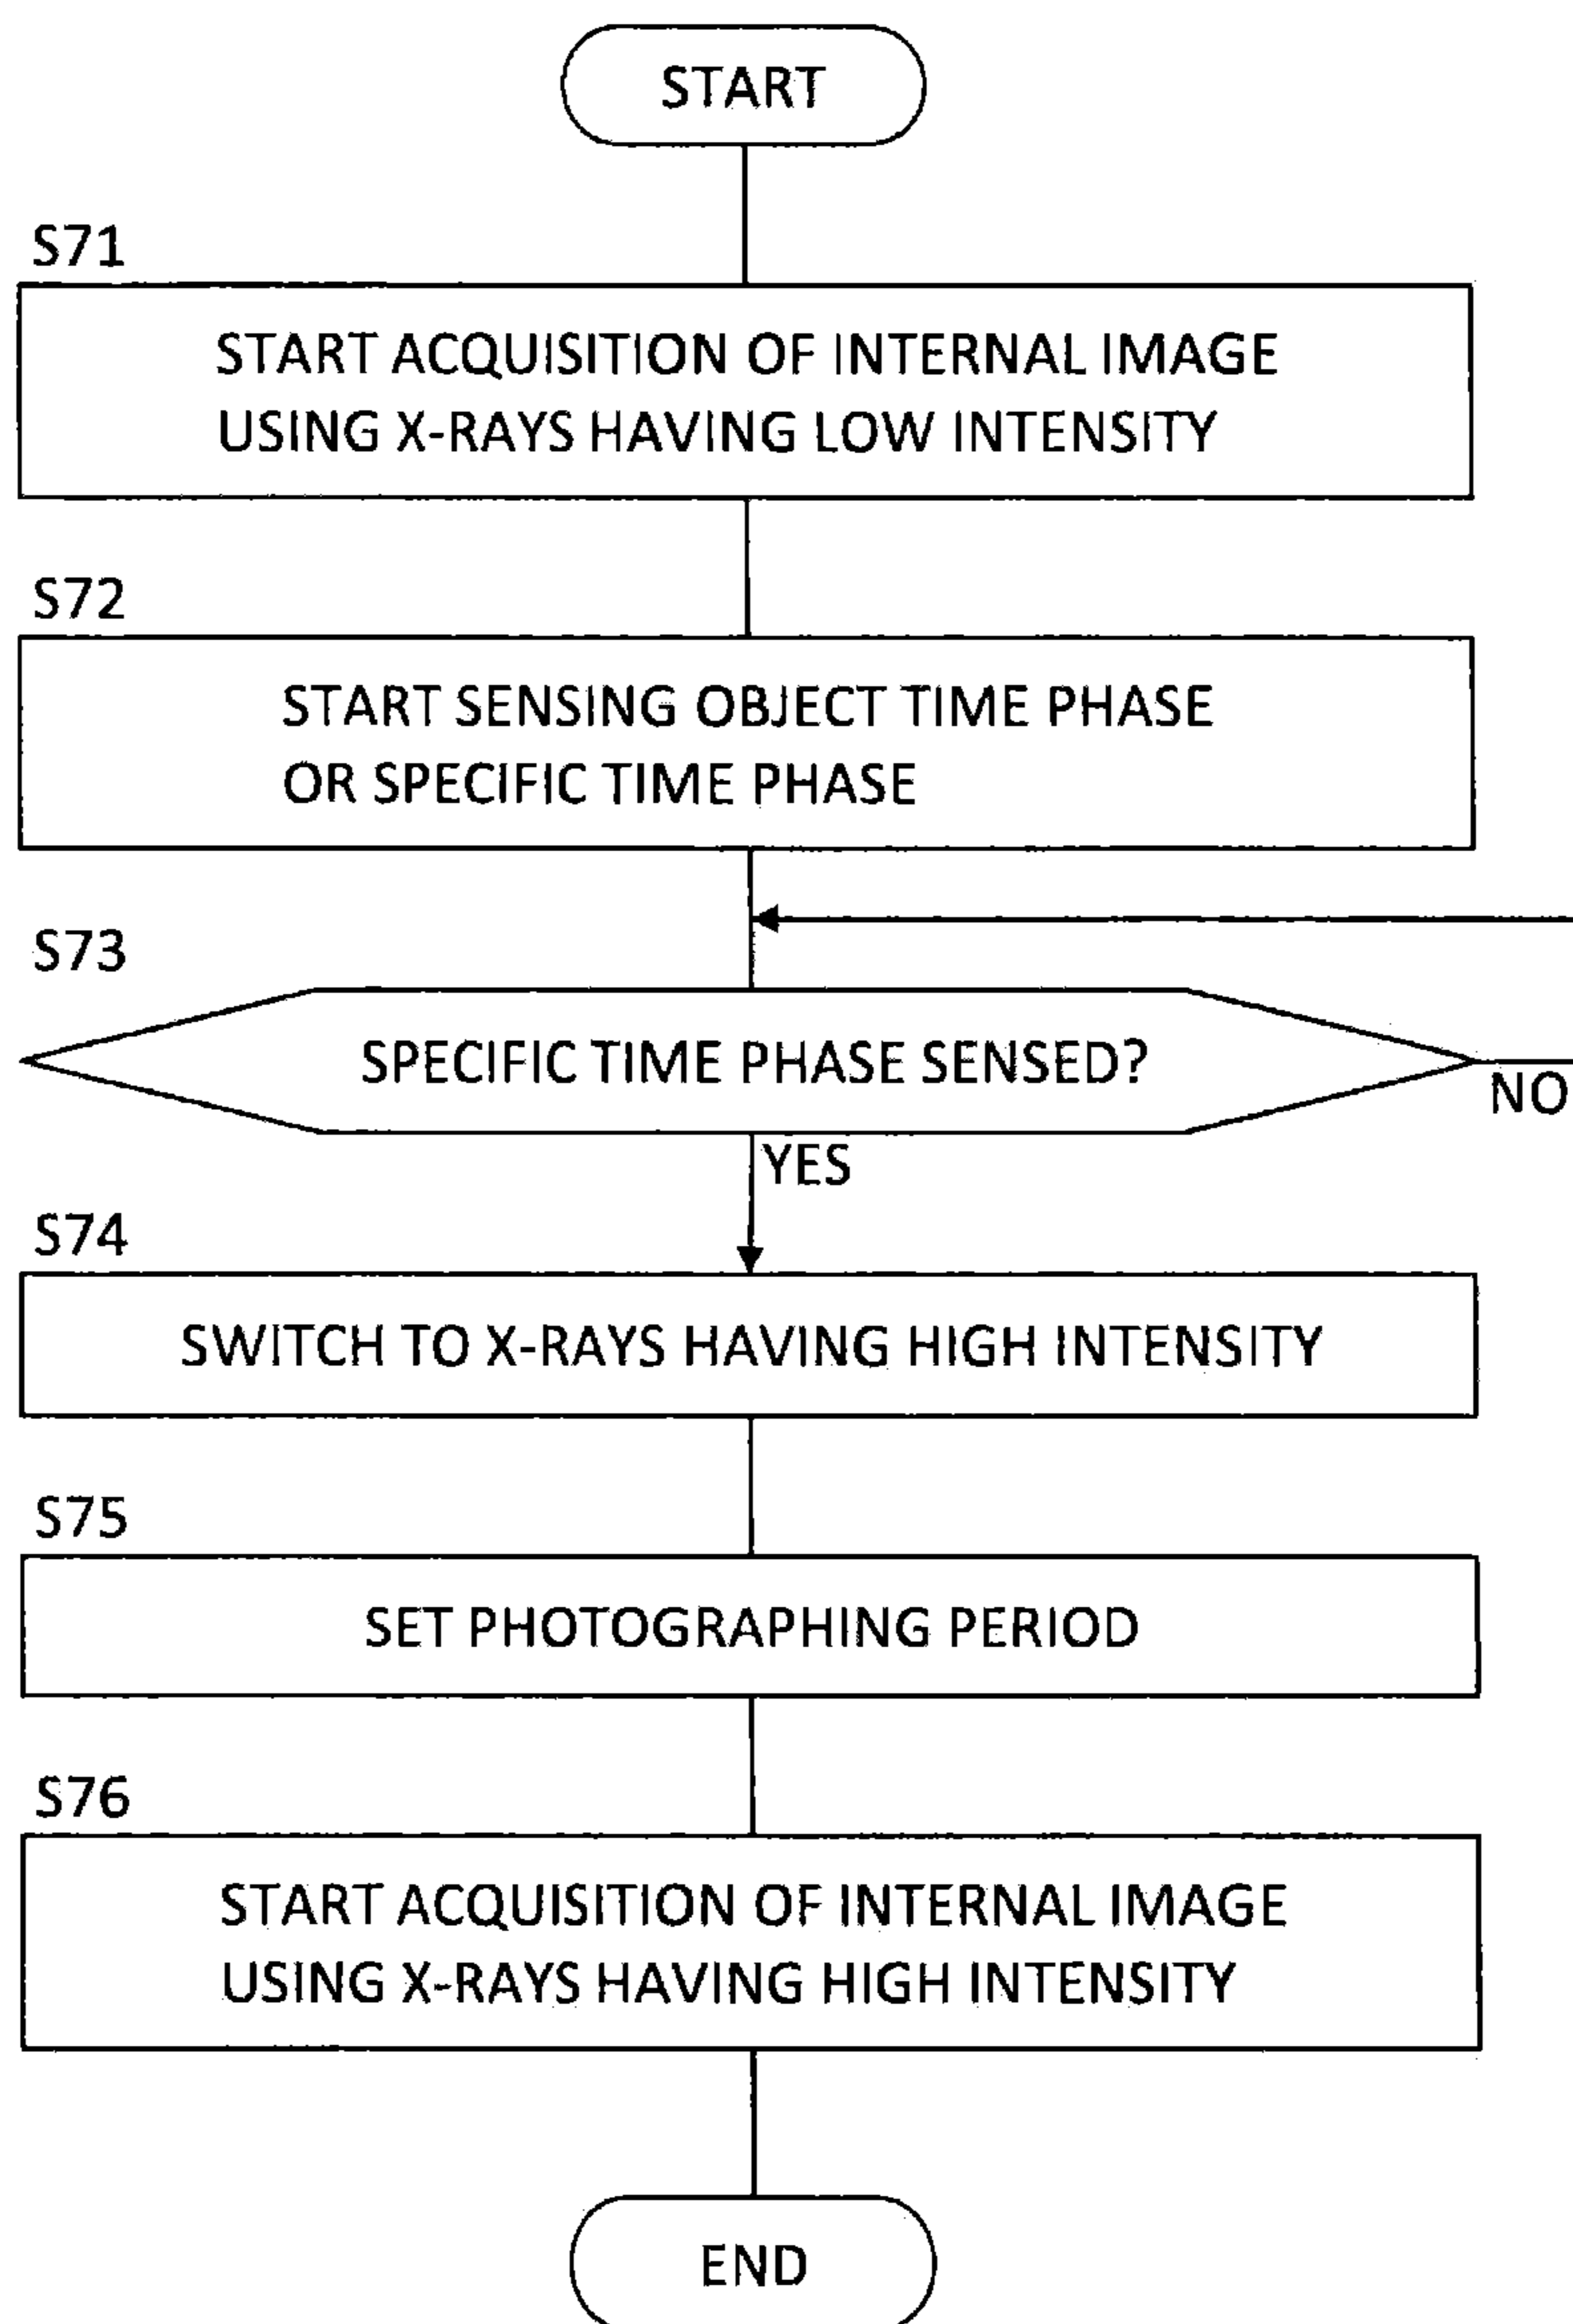 START
S71
START ACQUISITION OF INTERNAL IMAGE
USING X-RAYS HAVING LOW INTENSITY
S72
START SENSING OBJECT TIME PHASE
OR SPECIFIC TIME PHASE
S73
SPECIFIC TIME PHASE SENSED?
NO
YES
S74
SWITCH TO X-RAYS HAVING HIGH INTENSITY
S75
SET PHOTOGRAPHING PERIOD
S76
START ACQUISITION OF INTERNAL IMAGE
USING X-RAYS HAVING HIGH INTENSITY
END